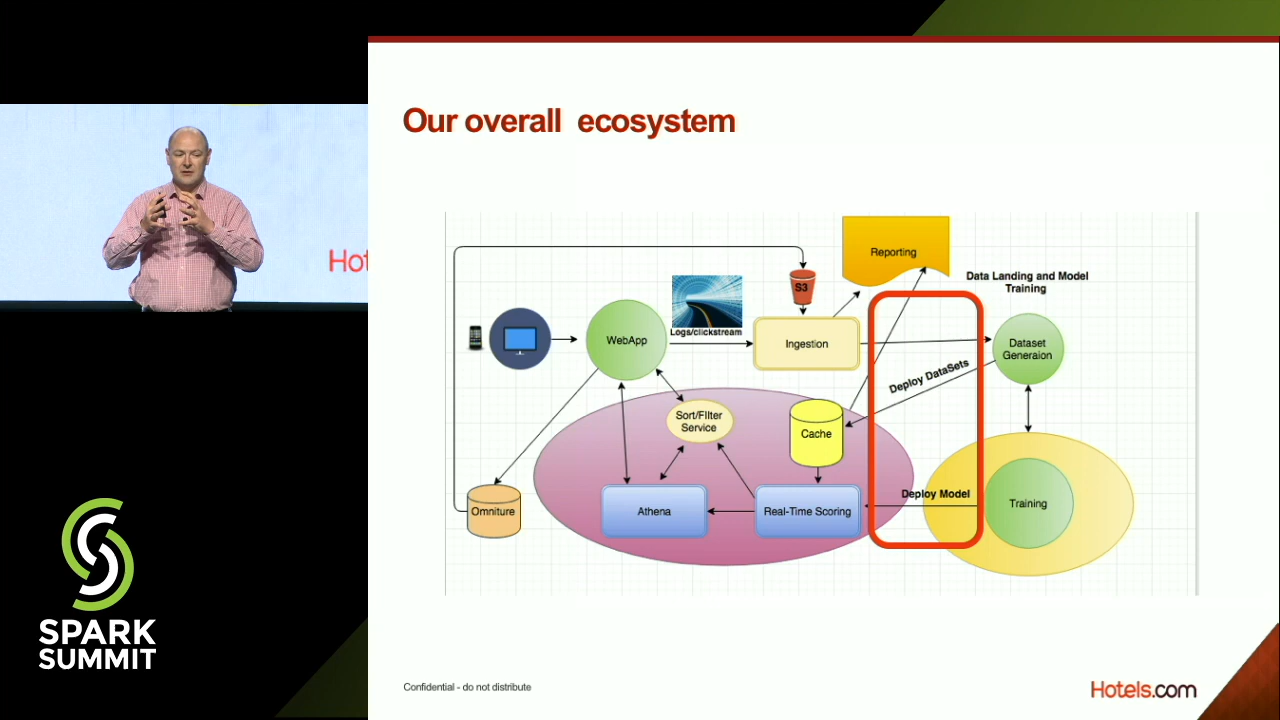 Our overall ecosystem
Hot
Reporting
Data Landing and Model
Training
S3
Logs/clickstream
WebApp
Ingestion
Dataset
Generaion
Deploy DataSets
Sort/FIlter
Service
Cache
Deploy Model
Omniture
Athena
Real-Time Scoring
Training
SPARK
SUMMIT
Confidential - do not distribute
Hotels.com